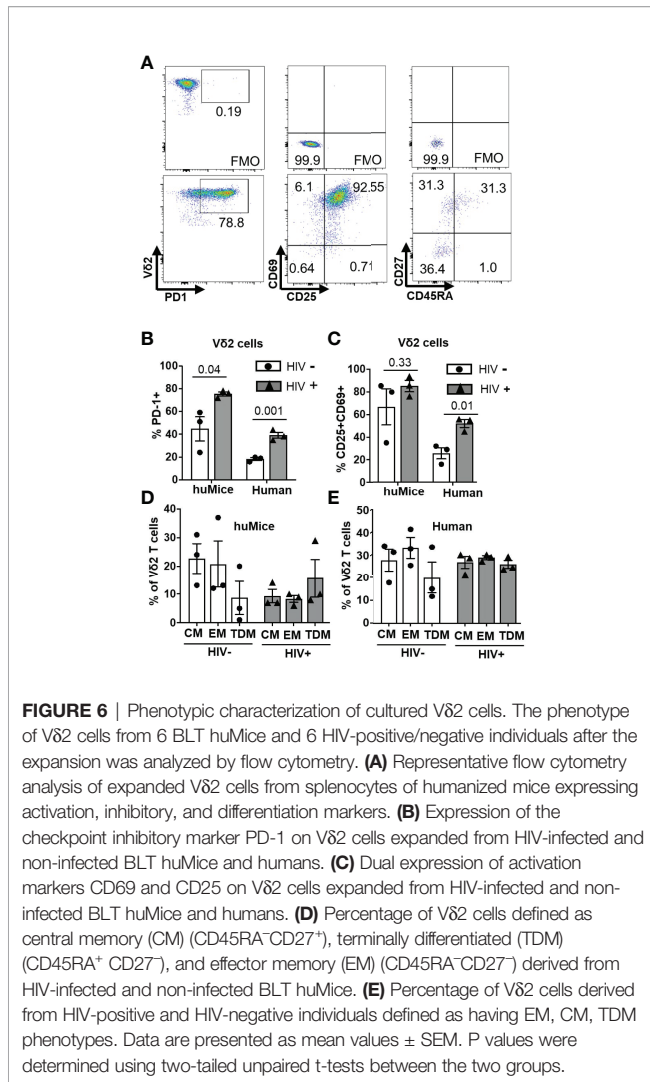 A
0.19
FMO
99.9 FMO
99.9 FMO
78.8
6.1 92.55
0.64 0.71
31.3 31.3
36.4 1.0
Vδ2
PD1
CD69
CD25
CD27
CD45RA
B
Vδ2 cells
HIV -
HIV +
% PD-1+
100
80
60
40
20
0
0.04
0.001
huMice Human
C
Vδ2 cells
HIV -
HIV +
% CD25+CD69+
100
80
60
40
20
0
0.33
0.01
huMice Human
D
huMice
% of Vδ2 T cells
40
30
20
10
0
CM EM TDM CM EM TDM
HIV- HIV+
E
Human
% of Vδ2 T cells
50
40
30
20
10
0
CM EM TDM CM EM TDM
HIV- HIV+
FIGURE 6 | Phenotypic characterization of cultured Vδ2 cells. The phenotype
of Vδ2 cells from 6 BLT huMice and 6 HIV-positive/negative individuals after the
expansion was analyzed by flow cytometry. (A) Representative flow cytometry
analysis of expanded Vδ2 cells from splenocytes of humanized mice expressing
activation, inhibitory, and differentiation markers. (B) Expression of the
checkpoint inhibitory marker PD-1 on Vδ2 cells expanded from HIV-infected and
non-infected BLT huMice and humans. (C) Dual expression of activation
markers CD69 and CD25 on Vδ2 cells expanded from HIV-infected and non-
infected BLT huMice and humans. (D) Percentage of Vδ2 cells defined as
central memory (CM) (CD45RA⁻CD27⁺), terminally differentiated (TDM)
(CD45RA⁺ CD27⁻), and effector memory (EM) (CD45RA⁻CD27⁻) derived from
HIV-infected and non-infected BLT huMice. (E) Percentage of Vδ2 cells derived
from HIV-positive and HIV-negative individuals defined as having EM, CM, TDM
phenotypes. Data are presented as mean values ± SEM. P values were
determined using two-tailed unpaired t-tests between the two groups.